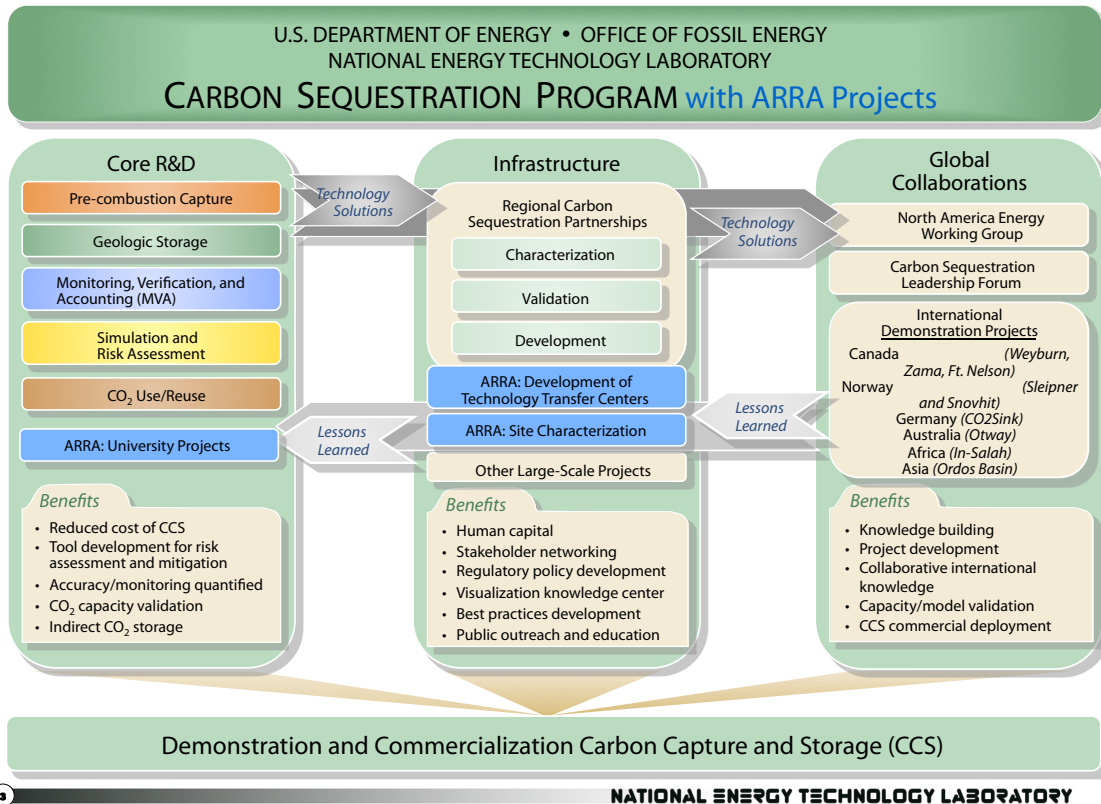 U.S. DEPARTMENT OF ENERGY • OFFICE OF FOSSIL ENERGY
NATIONAL ENERGY TECHNOLOGY LABORATORY
CARBON SEQUESTRATION PROGRAM with ARRA Projects
Core R&D
Pre-combustion Capture
Geologic Storage
Monitoring, Verification, and
Accounting (MVA)
Simulation and
Risk Assessment
CO₂ Use/Reuse
ARRA: University Projects
Benefits
• Reduced cost of CCS
• Tool development for risk
assessment and mitigation
• Accuracy/monitoring quantified
• CO₂ capacity validation
• Indirect CO₂ storage
Technology
Solutions
Lessons
Learned
Infrastructure
Regional Carbon
Sequestration Partnerships
Characterization
Validation
Development
ARRA: Development of
Technology Transfer Centers
ARRA: Site Characterization
Other Large-Scale Projects
Benefits
• Human capital
• Stakeholder networking
• Regulatory policy development
• Visualization knowledge center
• Best practices development
• Public outreach and education
Technology
Solutions
Lessons
Learned
Global
Collaborations
North America Energy
Working Group
Carbon Sequestration
Leadership Forum
International
Demonstration Projects
Canada (Weyburn,
Zama, Ft. Nelson)
Norway (Sleipner
and Snovhit)
Germany (CO2Sink)
Australia (Otway)
Africa (In-Salah)
Asia (Ordos Basin)
Benefits
• Knowledge building
• Project development
• Collaborative international
knowledge
• Capacity/model validation
• CCS commercial deployment
Demonstration and Commercialization Carbon Capture and Storage (CCS)
3
NATIONAL ENERGY TECHNOLOGY LABORATORY